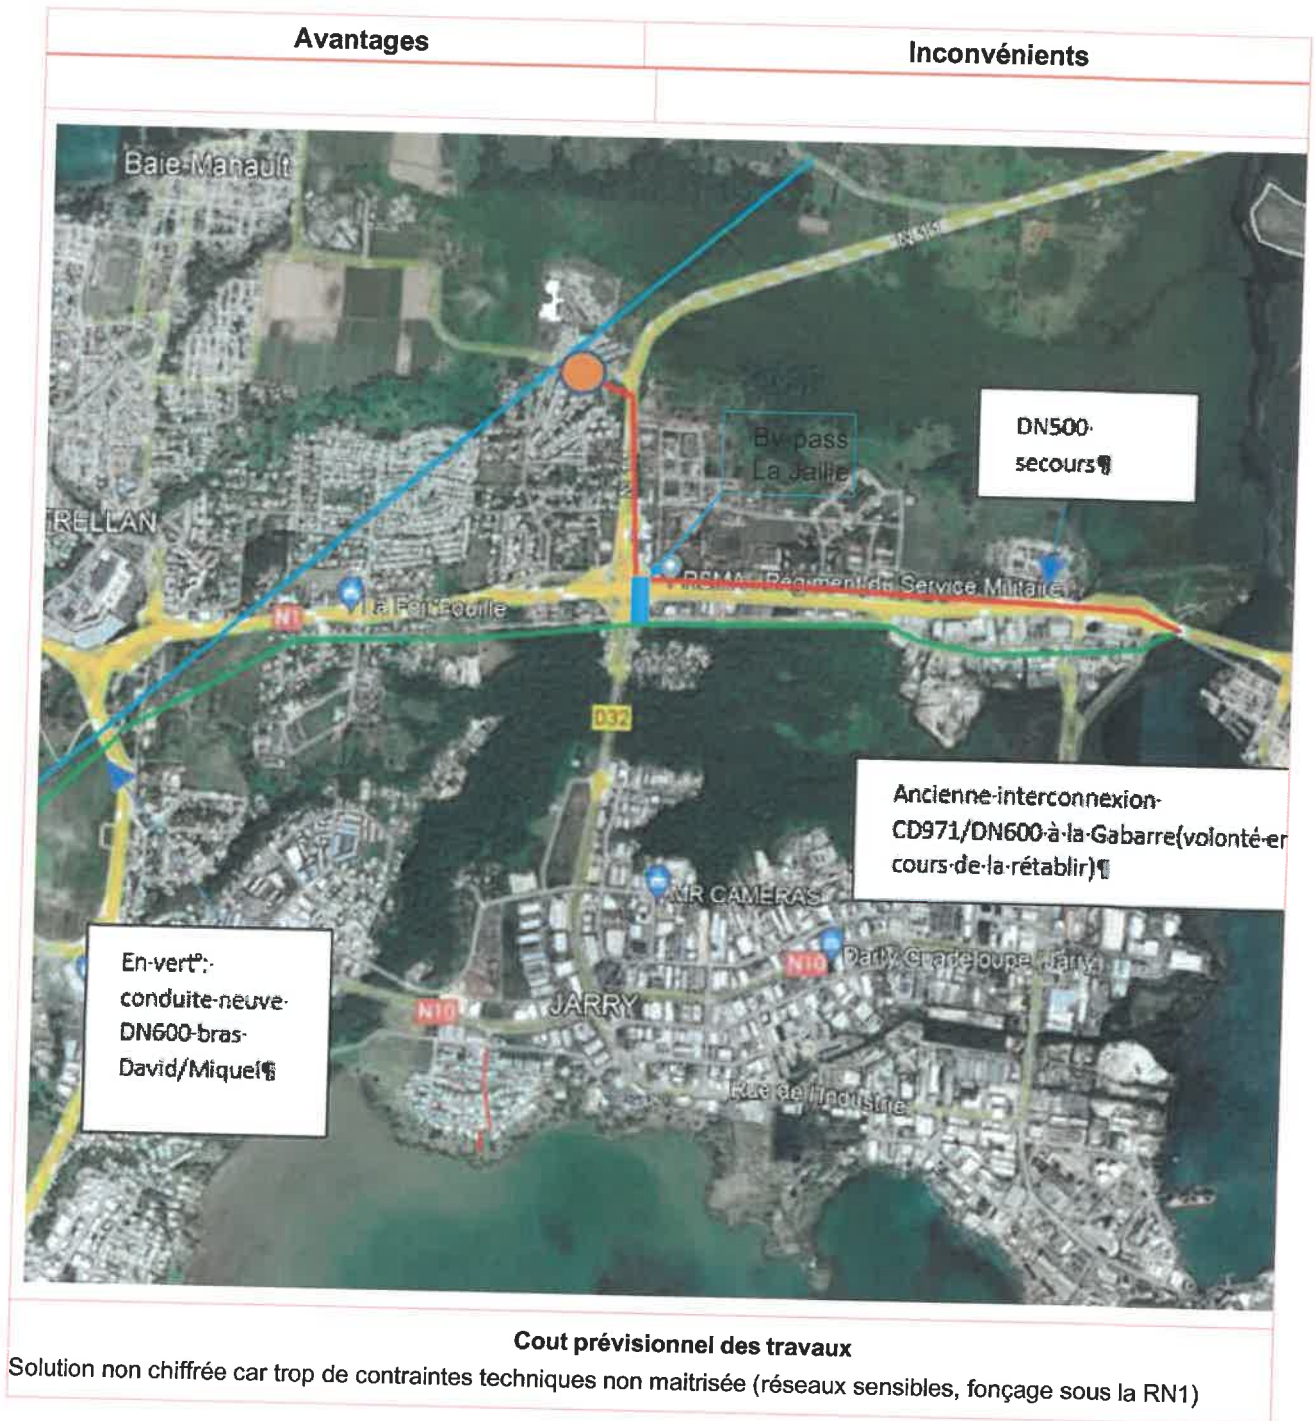 Avantages
Inconvénients
Baie-Mahault
N 11
By-pass
La Jaille
DN500·
secours¶
RELLAN
RSMA - Régiment du Service Militaire
La Foir'Fouille
N1
D32
Ancienne·interconnexion·
CD971/DN600·à·la·Gabarre(volonté·en
cours·de·la·rétablir)¶
AIR CAMERAS
N10
Darty Guadeloupe (Jarry)
En·vert°:·
conduite·neuve·
DN600·bras·
David/Miquel¶
N10
JARRY
Rue de l'Industrie
Cout prévisionnel des travaux
Solution non chiffrée car trop de contraintes techniques non maitrisée (réseaux sensibles, fonçage sous la RN1)